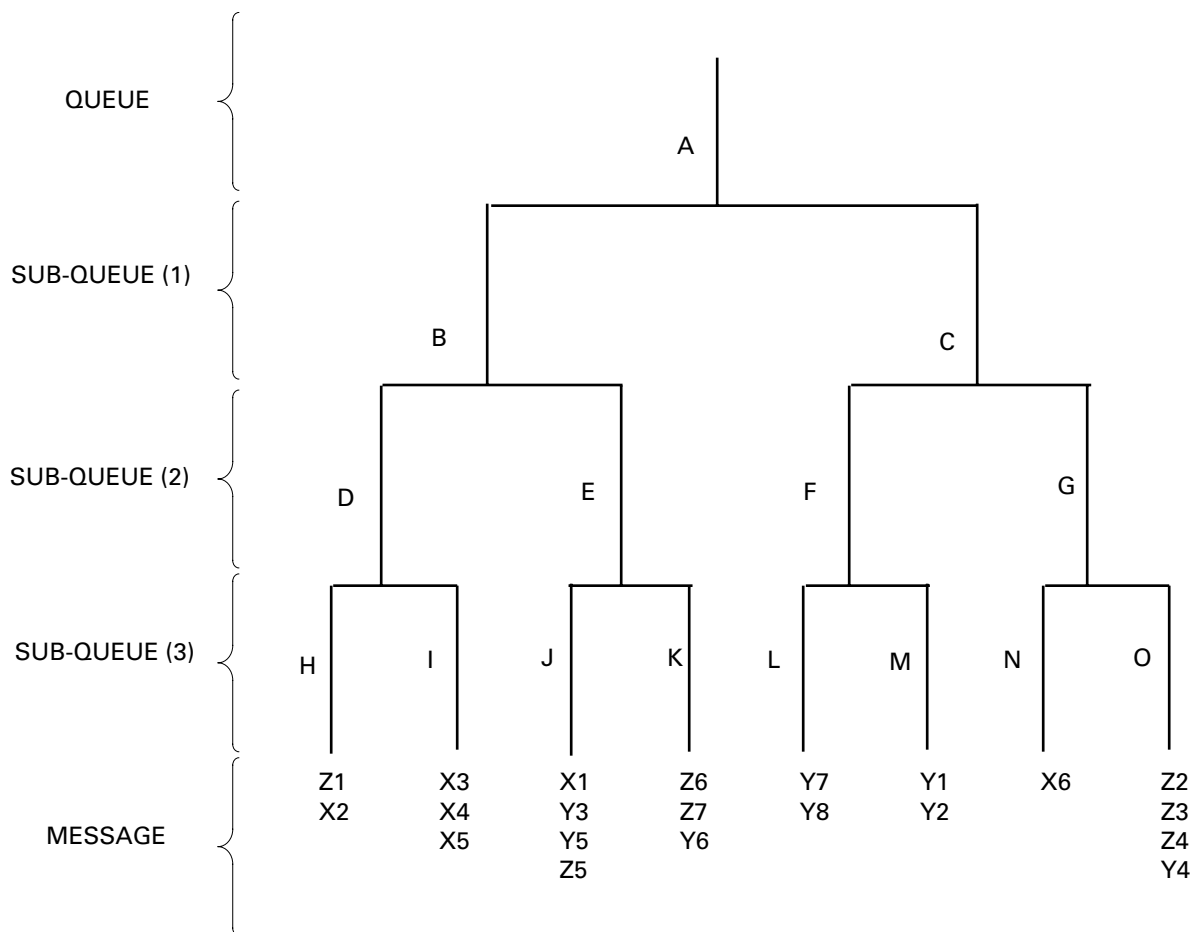 QUEUE
A
SUB-QUEUE (1)
B
C
SUB-QUEUE (2)
D
E
F
G
SUB-QUEUE (3)
H
I
J
K
L
M
N
O
MESSAGE
Z1
X2
X3
X4
X5
X1
Y3
Y5
Z5
Z6
Z7
Y6
Y7
Y8
Y1
Y2
X6
Z2
Z3
Z4
Y4